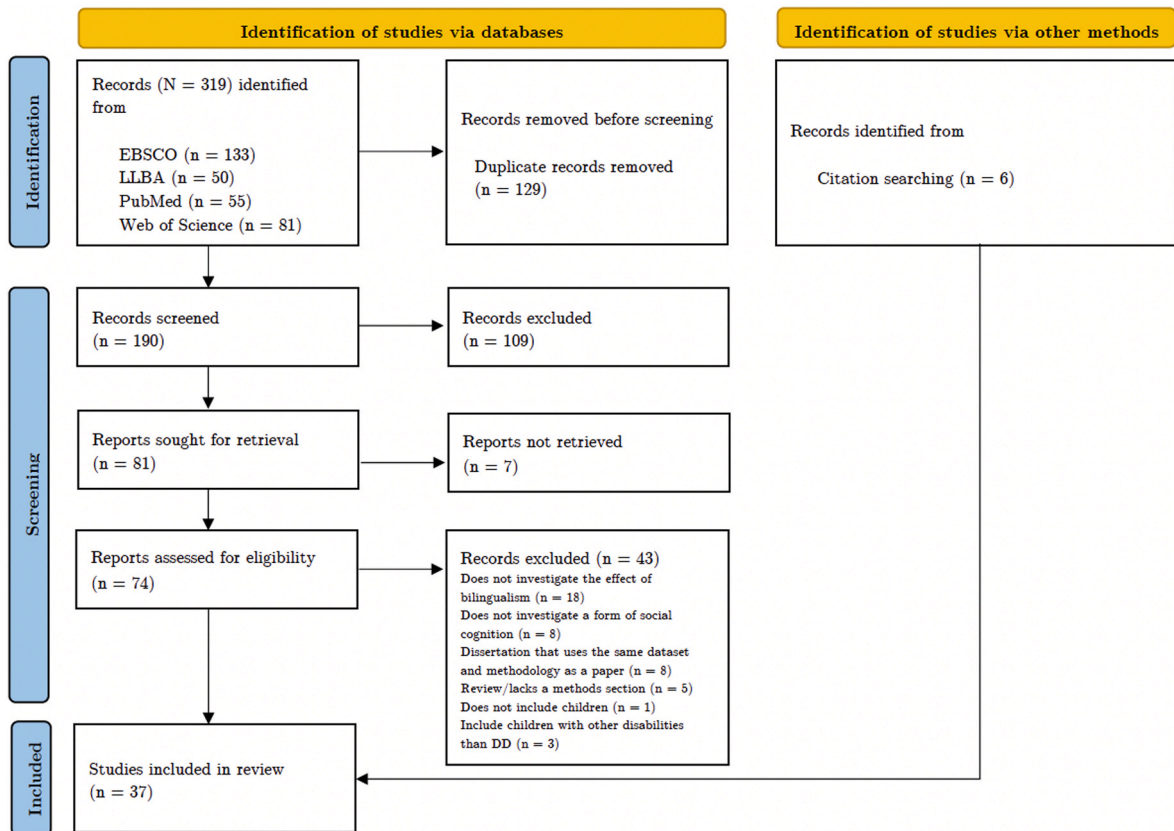 Identification of studies via databases
Identification of studies via other methods
Identification
Records (N = 319) identified
from
EBSCO (n = 133)
LLBA (n = 50)
PubMed (n = 55)
Web of Science (n = 81)
Records removed before screening
Duplicate records removed
(n = 129)
Records identified from
Citation searching (n = 6)
Screening
Records screened
(n = 190)
Records excluded
(n = 109)
Reports sought for retrieval
(n = 81)
Reports not retrieved
(n = 7)
Reports assessed for eligibility
(n = 74)
Records excluded (n = 43)
Does not investigate the effect of
bilingualism (n = 18)
Does not investigate a form of social
cognition (n = 8)
Dissertation that uses the same dataset
and methodology as a paper (n = 8)
Review/lacks a methods section (n = 5)
Does not include children (n = 1)
Include children with other disabilities
than DD (n = 3)
Included
Studies included in review
(n = 37)